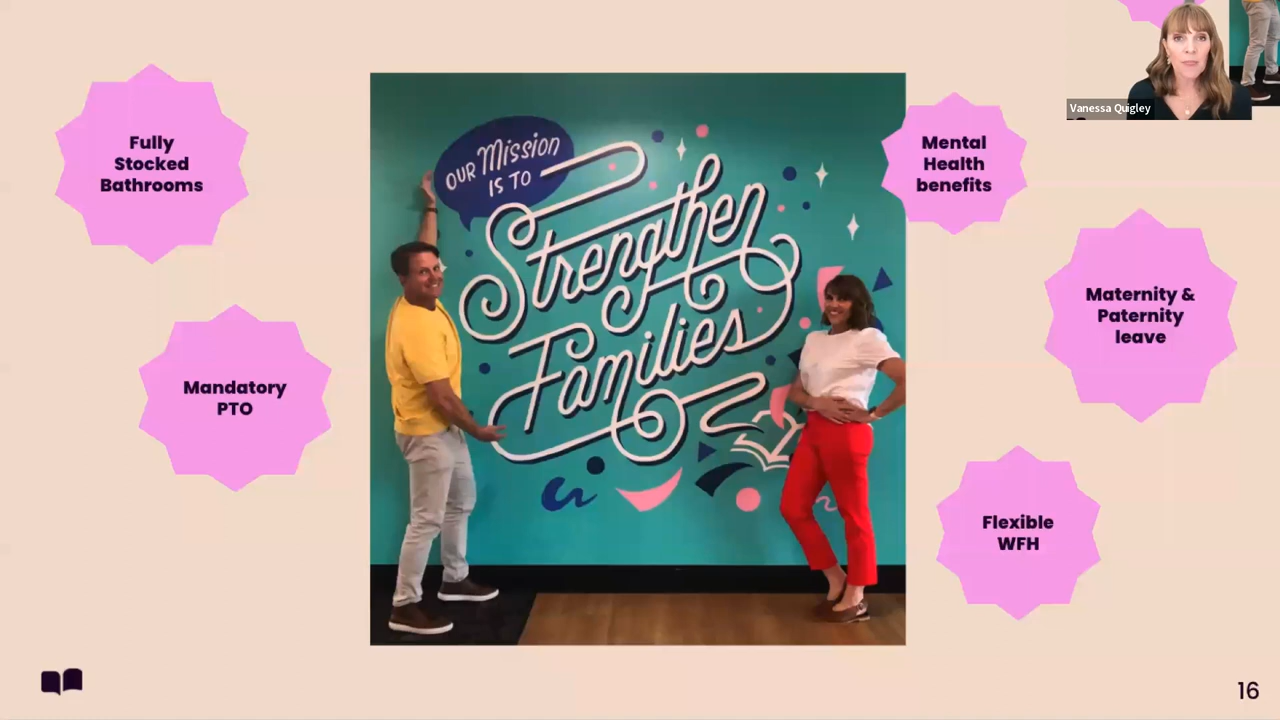 Fully
Stocked
Bathrooms
Mandatory
PTO
OUR Mission
IS TO
Strengthen
Families
Mental
Health
benefits
Maternity &
Paternity
leave
Flexible
WFH
Vanessa Quigley
16